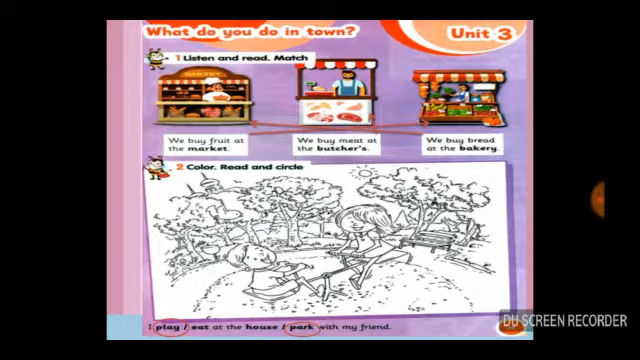 What do you do in town?
Unit 3
1 Listen and read. Match
BAKERY
We buy fruit at
the market.
We buy meat at
the butcher's.
We buy bread
at the bakery.
2 Color. Read and circle
I play / eat at the house / park with my friend.
DU SCREEN RECORDER